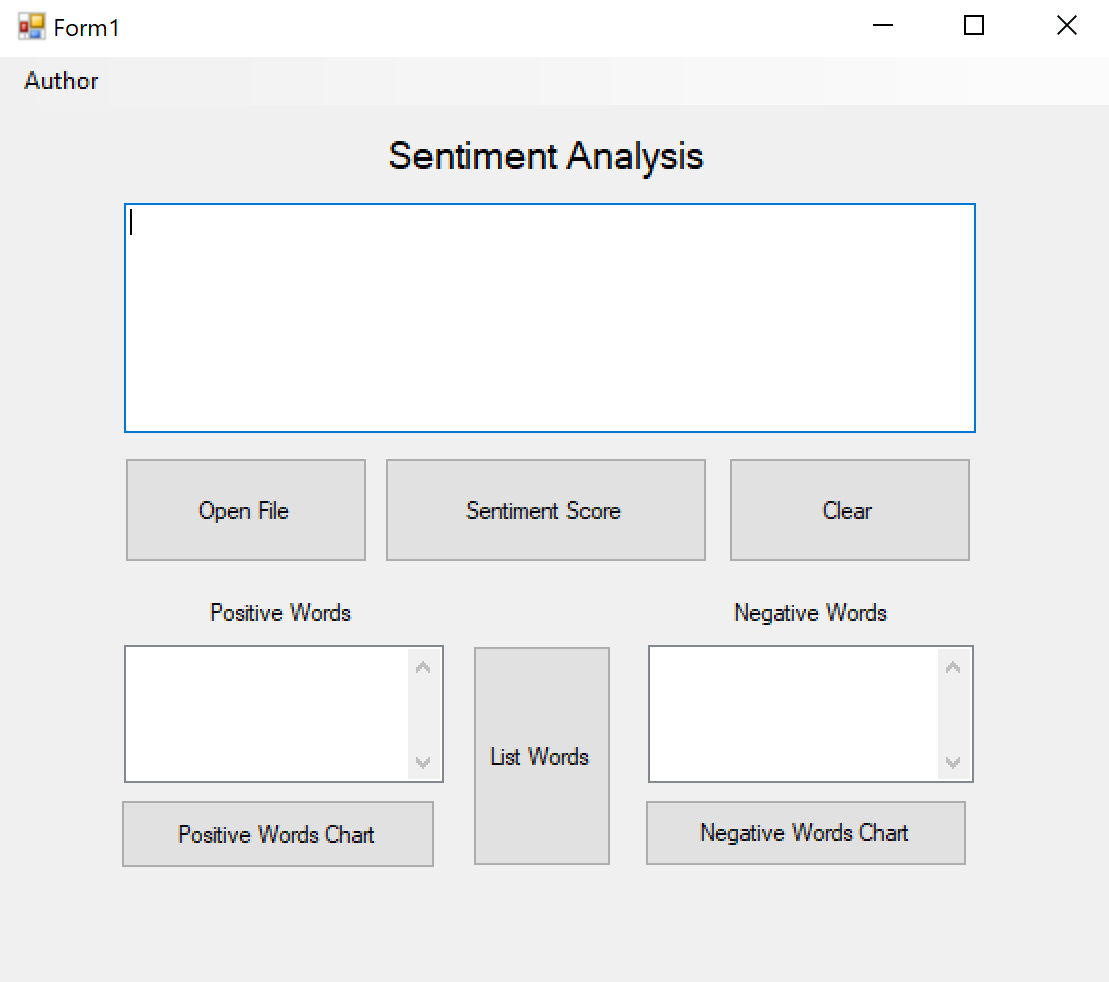 Form1
Author
Sentiment Analysis
Open File
Sentiment Score
Clear
Positive Words
Negative Words
List Words
Positive Words Chart
Negative Words Chart